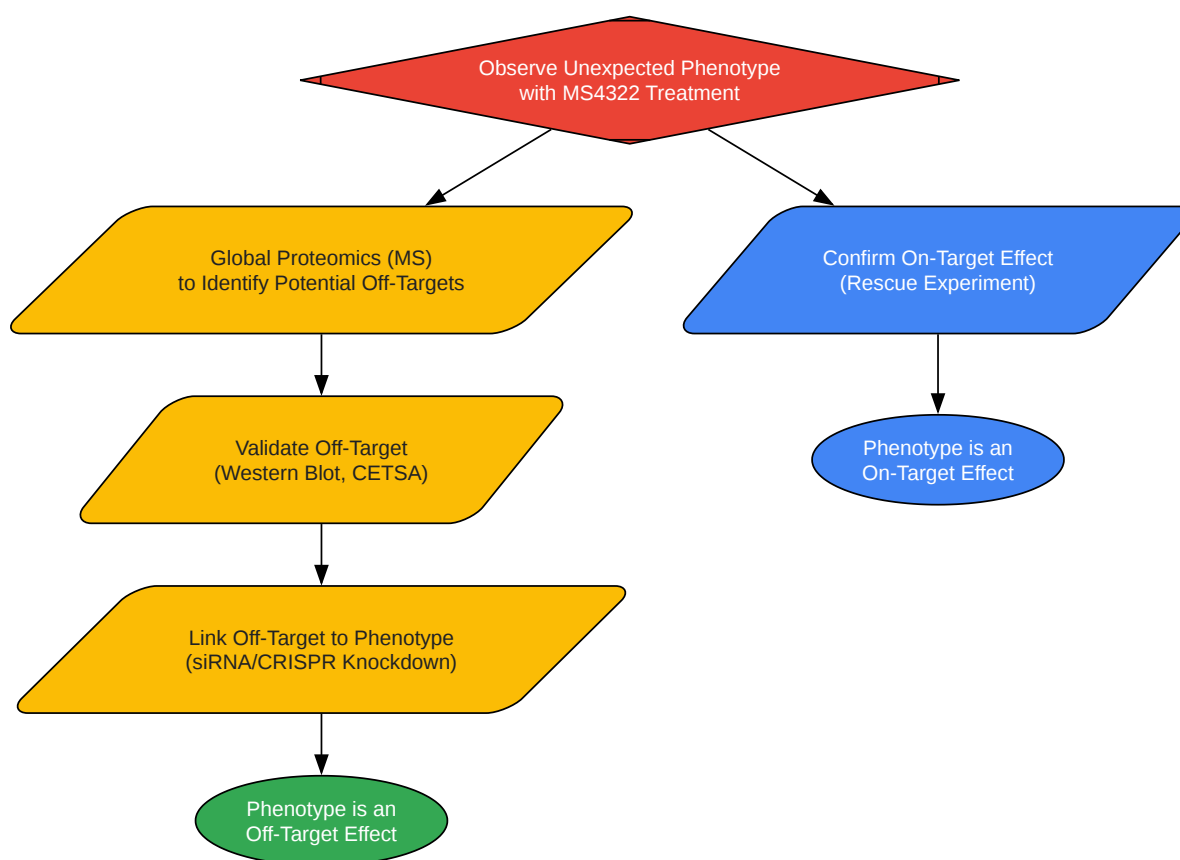 Observe Unexpected Phenotype
with MS4322 Treatment
Global Proteomics (MS)
to Identify Potential Off-Targets
Confirm On-Target Effect
(Rescue Experiment)
Validate Off-Target
(Western Blot, CETSA)
Phenotype is an
On-Target Effect
Link Off-Target to Phenotype
(siRNA/CRISPR Knockdown)
Phenotype is an
Off-Target Effect